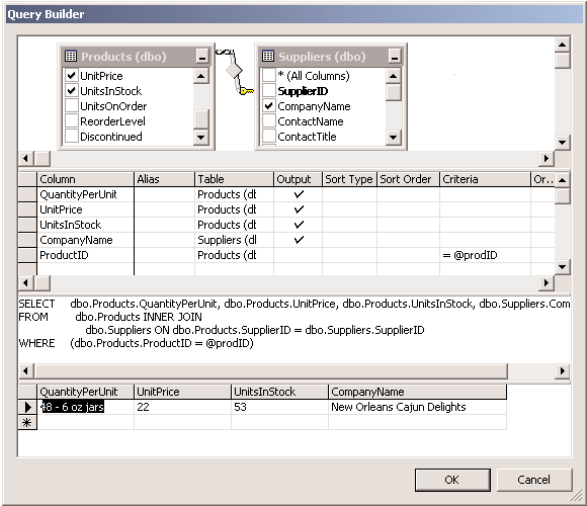 Query Builder
Products (dbo)
UnitPrice
UnitsInStock
UnitsOnOrder
ReorderLevel
Discontinued
Suppliers (dbo)
* (All Columns)
SupplierID
CompanyName
ContactName
ContactTitle
Column Alias Table Output Sort Type Sort Order Criteria Or...
QuantityPerUnit Products (dt
UnitPrice Products (dt
UnitsInStock Products (dt
CompanyName Suppliers (dl
ProductID Products (dt = @prodID
SELECT dbo.Products.QuantityPerUnit, dbo.Products.UnitPrice, dbo.Products.UnitsInStock, dbo.Suppliers.Com
FROM dbo.Products INNER JOIN
dbo.Suppliers ON dbo.Products.SupplierID = dbo.Suppliers.SupplierID
WHERE (dbo.Products.ProductID = @prodID)
QuantityPerUnit UnitPrice UnitsInStock CompanyName
48 - 6 oz jars 22 53 New Orleans Cajun Delights
OK Cancel